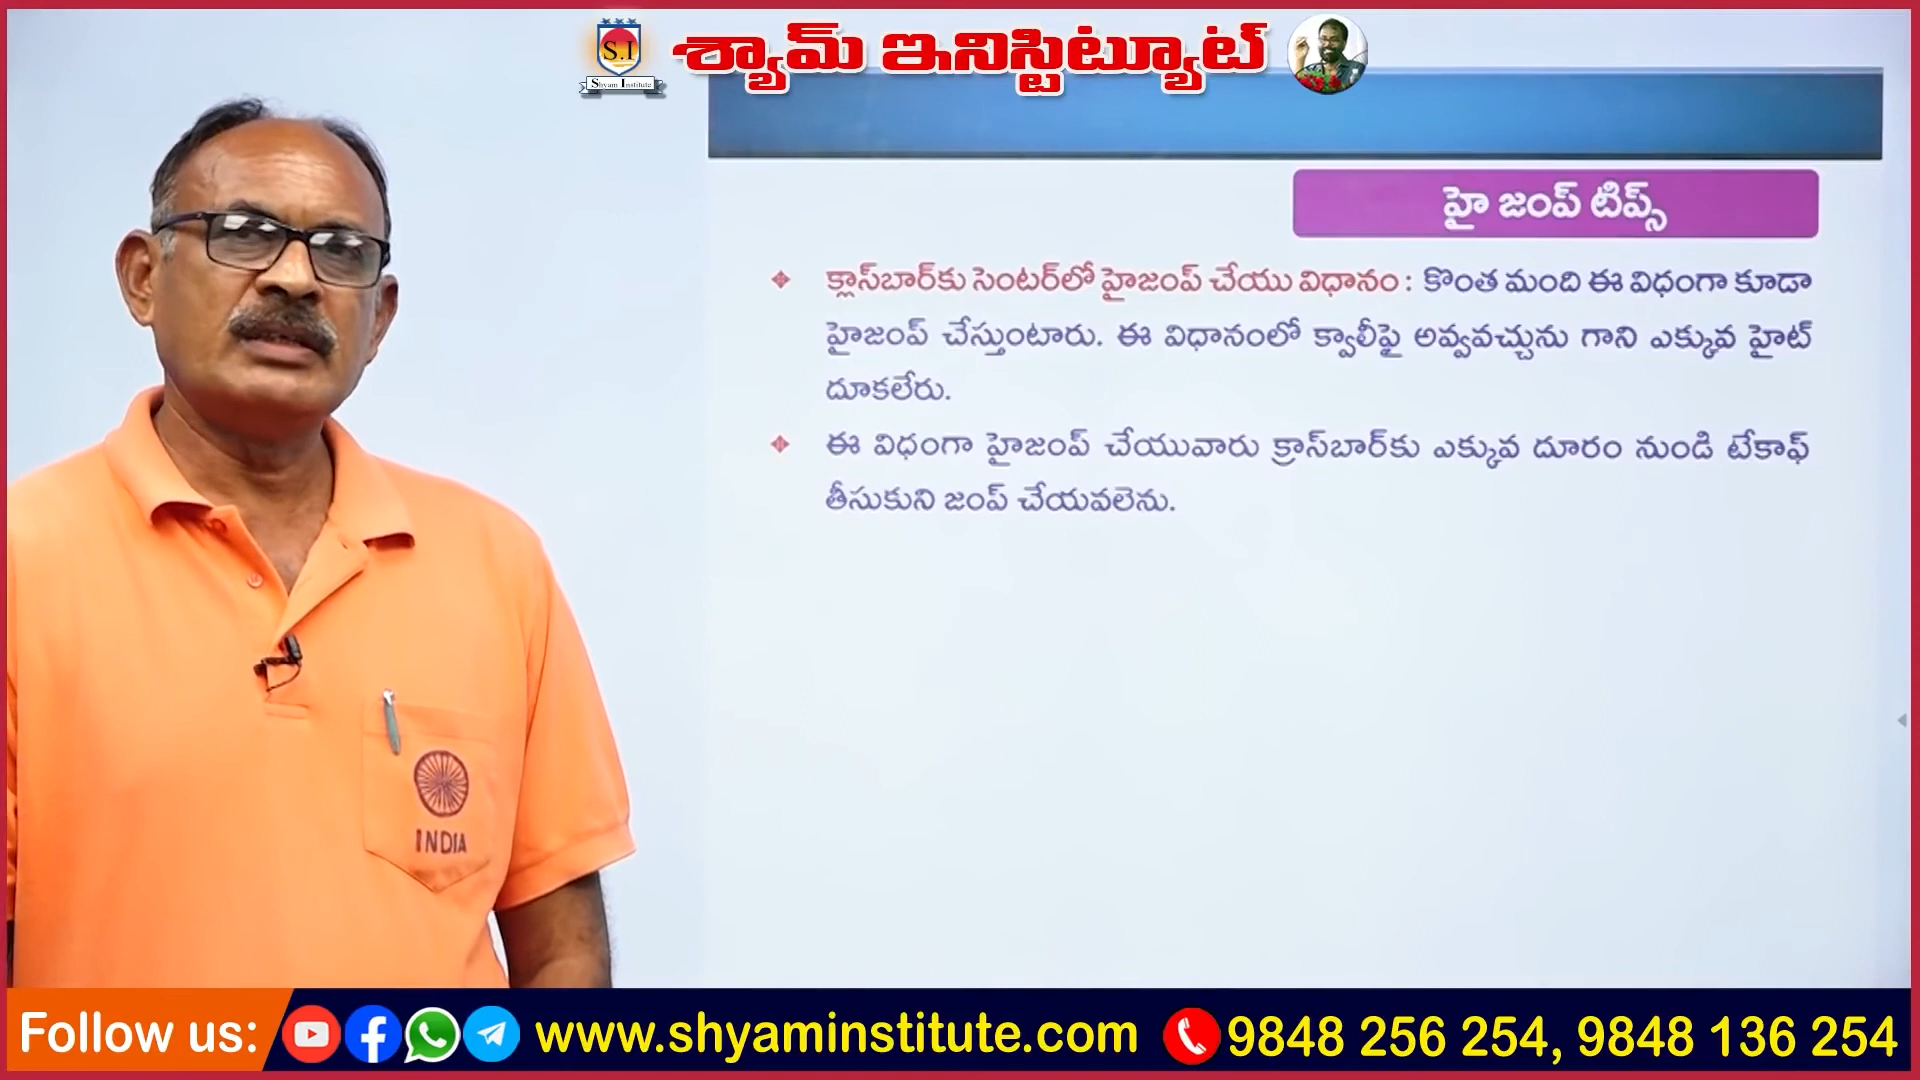 S.I
Shyam Institute
శ్యామ్ ఇనిస్టిట్యూట్
హై జంప్ టిప్స్
❖ క్రాస్‌బార్‌కు సెంటర్‌లో హైజంప్ చేయు విధానం : కొంత మంది ఈ విధంగా కూడా
హైజంప్ చేస్తుంటారు. ఈ విధానంలో క్వాలీఫై అవ్వవచ్చును గాని ఎక్కువ హైట్
దూకలేరు.
❖ ఈ విధంగా హైజంప్ చేయువారు క్రాస్‌బార్‌కు ఎక్కువ దూరం నుండి టేకాఫ్
తీసుకుని జంప్ చేయవలెను.
INDIA
Follow us: www.shyaminstitute.com 9848 256 254, 9848 136 254